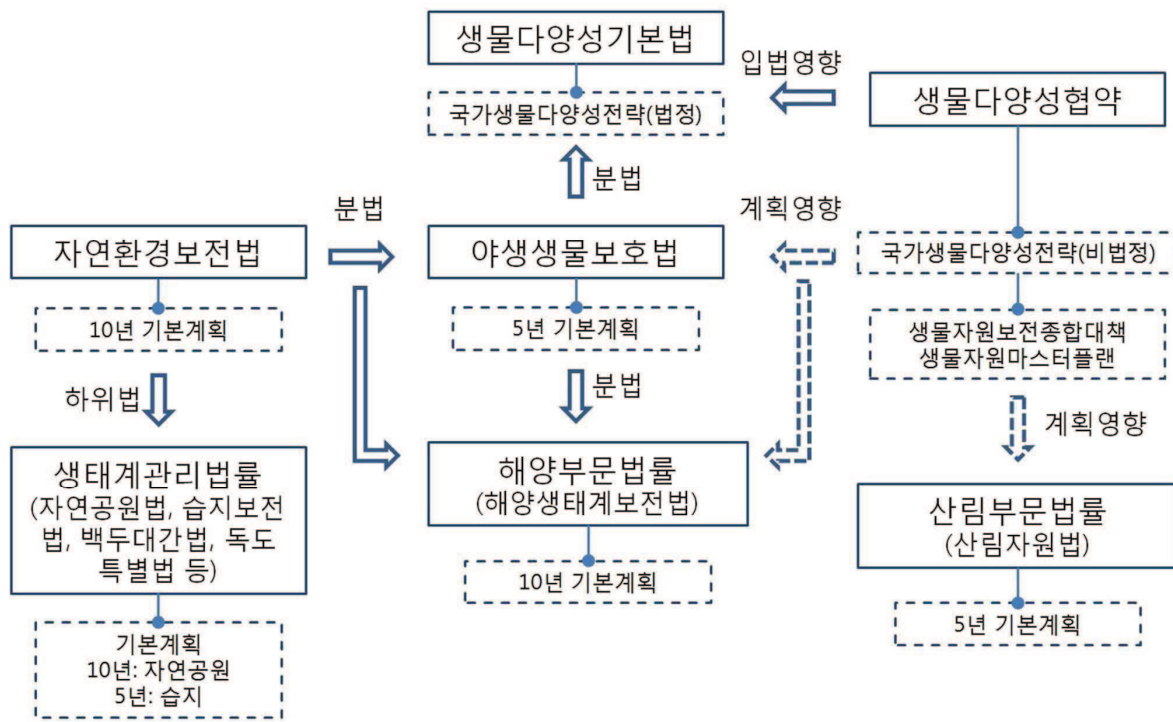 생물다양성기본법
입법영향
생물다양성협약
국가생물다양성전략(법정)
분법
분법
계획영향
자연환경보전법
야생생물보호법
국가생물다양성전략(비법정)
10년 기본계획
5년 기본계획
생물자원보전종합대책
생물자원마스터플랜
하위법
분법
계획영향
생태계관리법률
(자연공원법, 습지보전
법, 백두대간법, 독도
특별법 등)
해양부문법률
(해양생태계보전법)
산림부문법률
(산림자원법)
10년 기본계획
5년 기본계획
기본계획
10년: 자연공원
5년: 습지